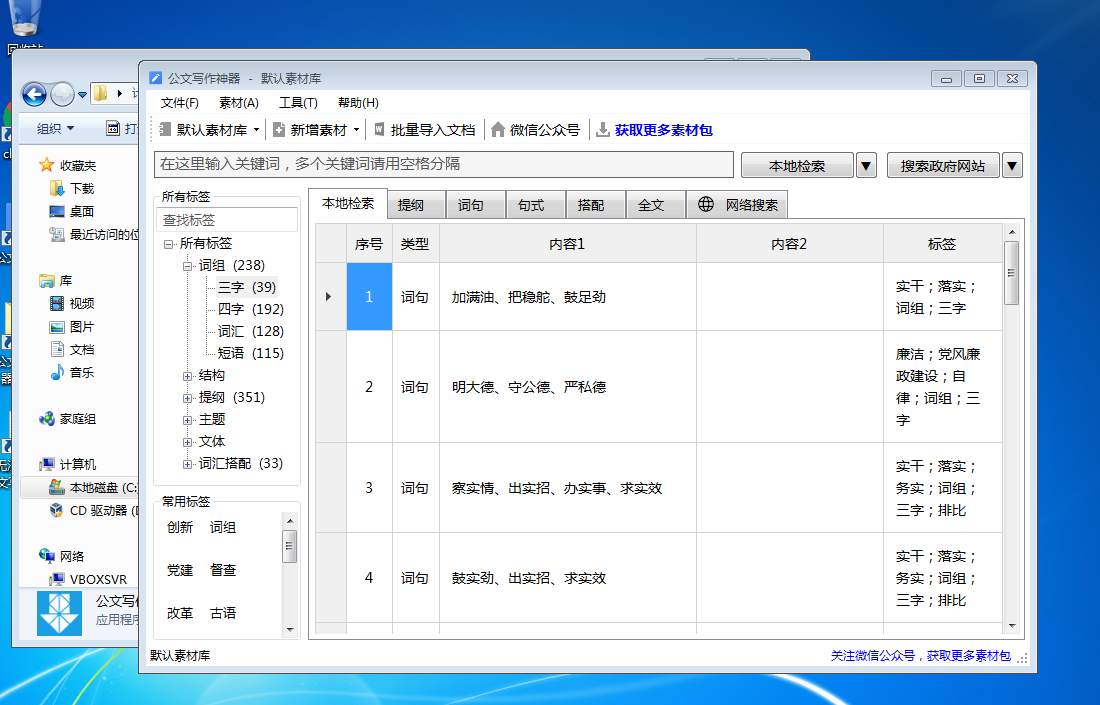 回收站
组织
打
收藏夹
下载
桌面
最近访问的位
库
视频
图片
文档
音乐
家庭组
计算机
本地磁盘 (C:
CD 驱动器 (
网络
VBOXSVR
公文写
应用程
公文写作神器 - 默认素材库
文件(F) 素材(A) 工具(T) 帮助(H)
默认素材库 新增素材 批量导入文档 微信公众号 获取更多素材包
在这里输入关键词，多个关键词请用空格分隔
本地检索 搜索政府网站
所有标签
查找标签
所有标签
词组 (238)
三字 (39)
四字 (192)
词汇 (128)
短语 (115)
结构
提纲 (351)
主题
文体
词汇搭配 (33)
常用标签
创新 词组
党建 督查
改革 古语
本地检索 提纲 词句 句式 搭配 全文 网络搜索
序号 类型 内容1 内容2 标签
1 词句 加满油、把稳舵、鼓足劲
实干；落实；
词组；三字
2 词句 明大德、守公德、严私德
廉洁；党风廉
政建设；自
律；词组；三
字
3 词句 察实情、出实招、办实事、求实效
实干；落实；
务实；词组；
三字；排比
4 词句 鼓实劲、出实招、求实效
实干；落实；
务实；词组；
三字；排比
默认素材库
关注微信公众号，获取更多素材包